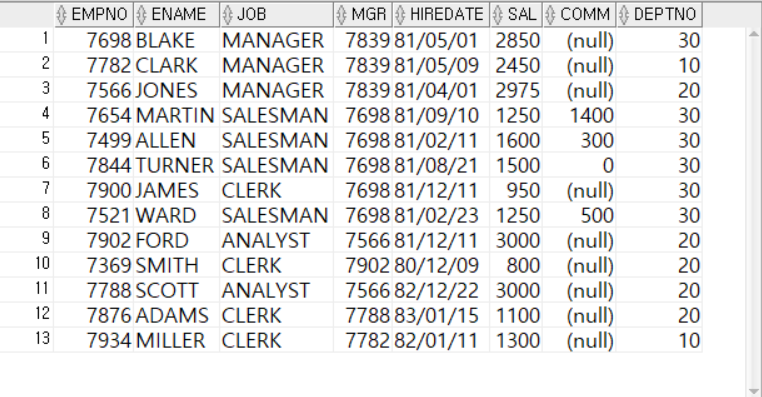 EMPNO ENAME JOB MGR HIREDATE SAL COMM DEPTNO
1 7698 BLAKE MANAGER 7839 81/05/01 2850 (null) 30
2 7782 CLARK MANAGER 7839 81/05/09 2450 (null) 10
3 7566 JONES MANAGER 7839 81/04/01 2975 (null) 20
4 7654 MARTIN SALESMAN 7698 81/09/10 1250 1400 30
5 7499 ALLEN SALESMAN 7698 81/02/11 1600 300 30
6 7844 TURNER SALESMAN 7698 81/08/21 1500 0 30
7 7900 JAMES CLERK 7698 81/12/11 950 (null) 30
8 7521 WARD SALESMAN 7698 81/02/23 1250 500 30
9 7902 FORD ANALYST 7566 81/12/11 3000 (null) 20
10 7369 SMITH CLERK 7902 80/12/09 800 (null) 20
11 7788 SCOTT ANALYST 7566 82/12/22 3000 (null) 20
12 7876 ADAMS CLERK 7788 83/01/15 1100 (null) 20
13 7934 MILLER CLERK 7782 82/01/11 1300 (null) 10